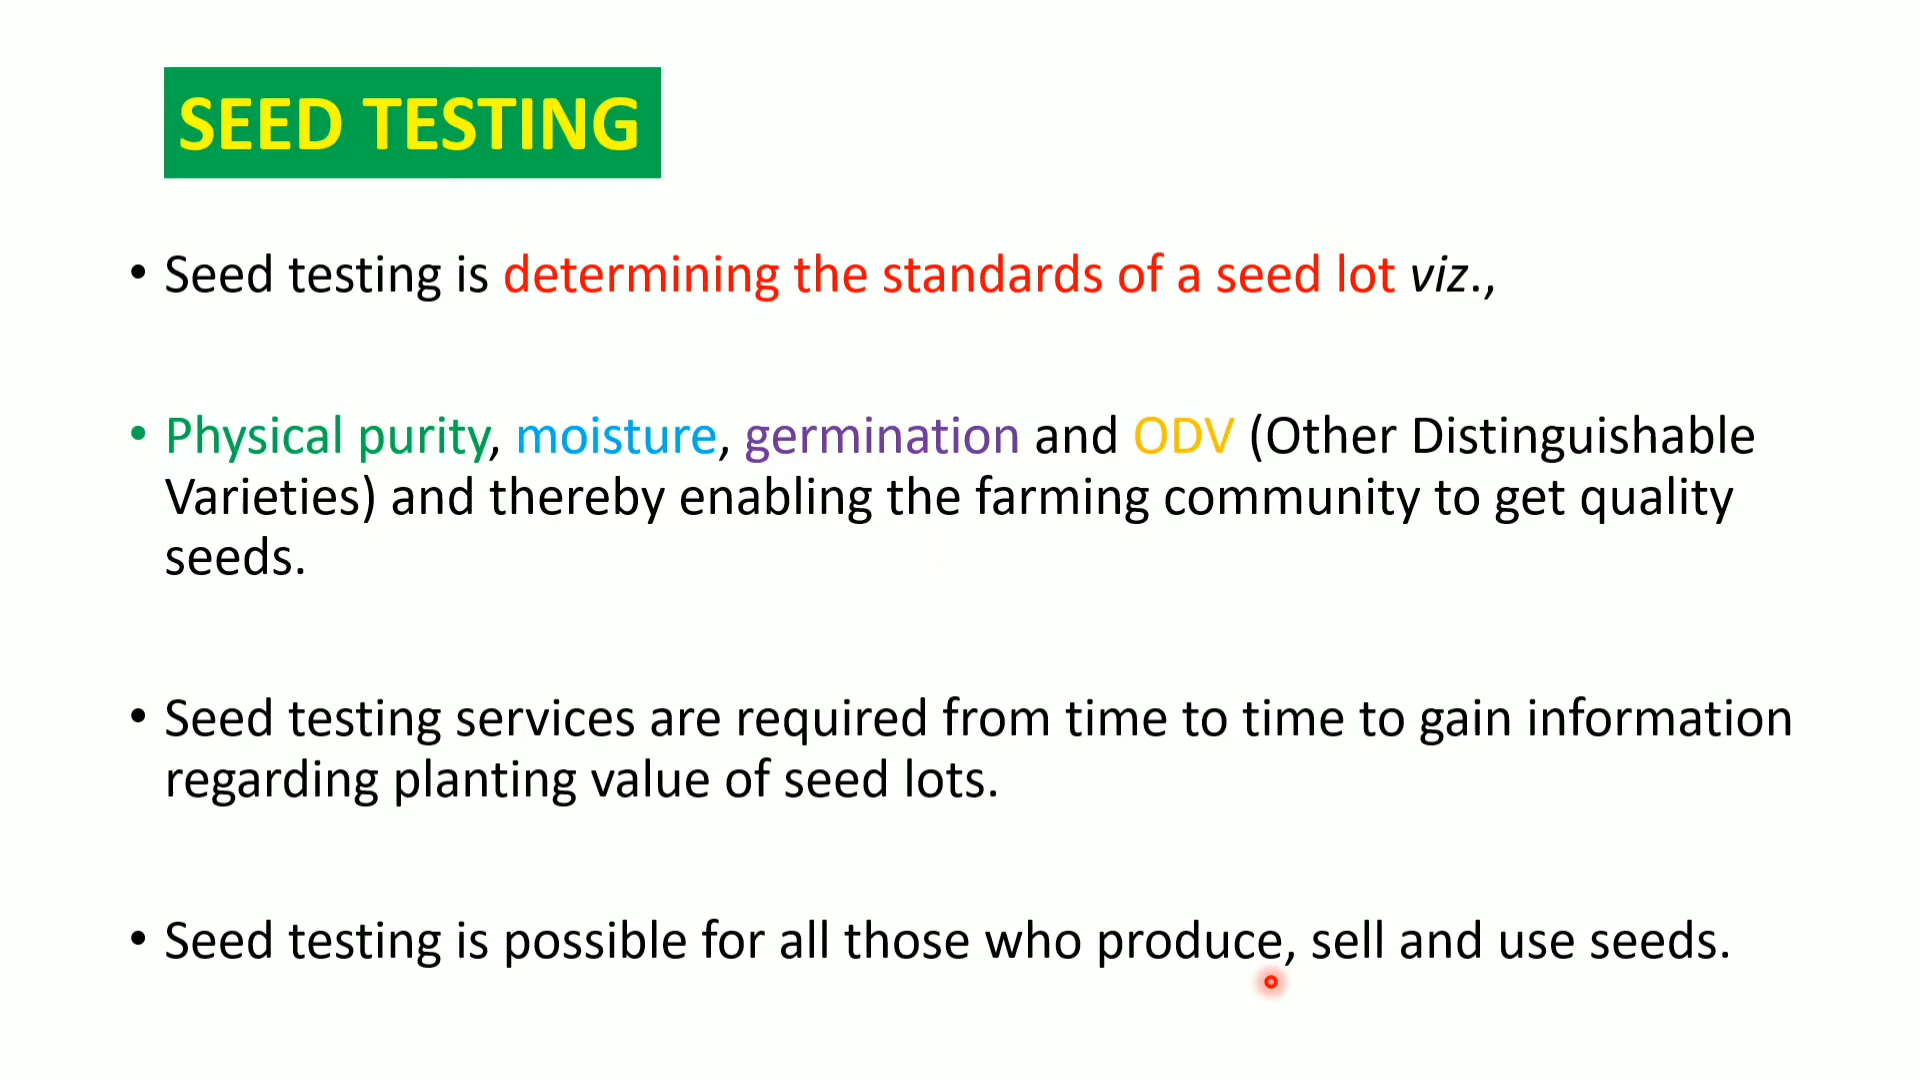 SEED TESTING
• Seed testing is determining the standards of a seed lot viz.,
• Physical purity, moisture, germination and ODV (Other Distinguishable
Varieties) and thereby enabling the farming community to get quality
seeds.
• Seed testing services are required from time to time to gain information
regarding planting value of seed lots.
• Seed testing is possible for all those who produce, sell and use seeds.